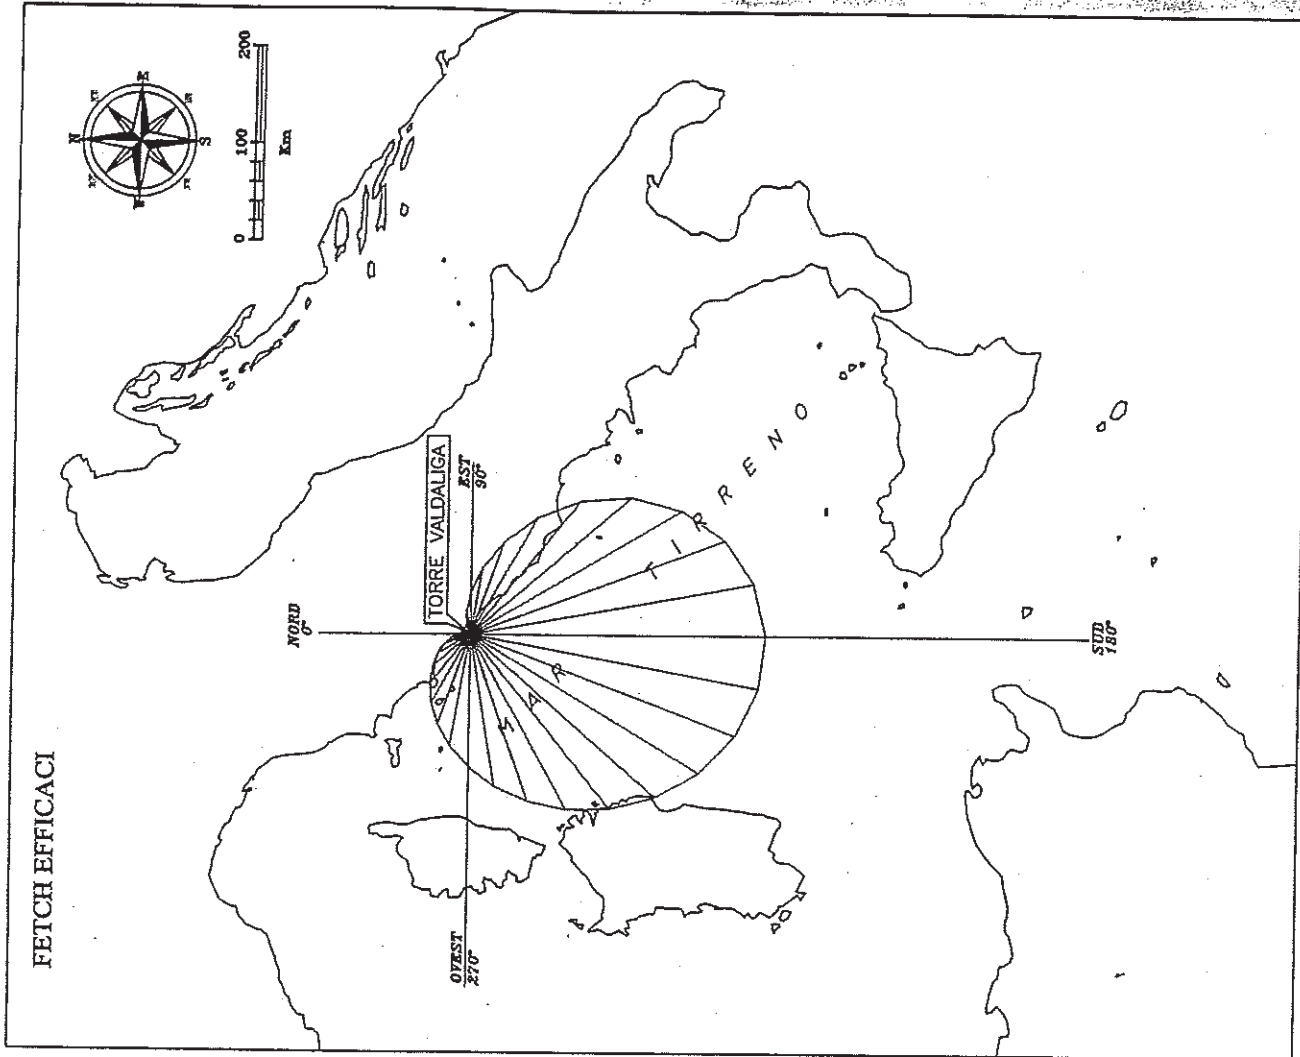 FETCH EFFICACI
N
E
S
0 100 200
Km
NORD
0°
TORRE VALDALIGA
EST
90°
OVEST
270°
MAR TIRRENO
SUD
180°